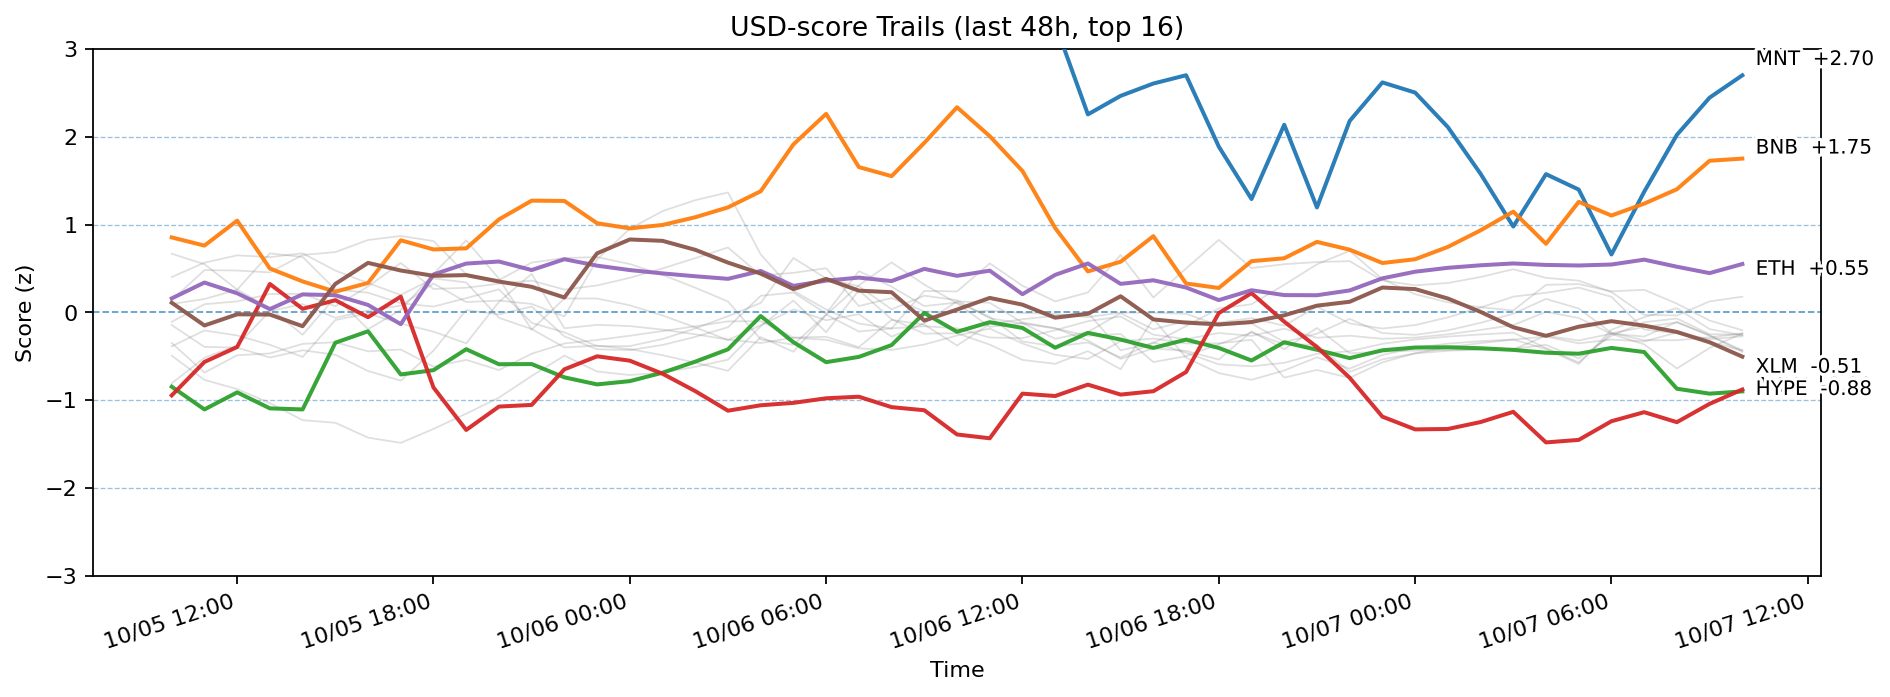 USD-score Trails (last 48h, top 16)
Score (z)
3
2
1
0
−1
−2
−3
MNT +2.70
BNB +1.75
ETH +0.55
XLM -0.51
HYPE -0.88
10/05 12:00
10/05 18:00
10/06 00:00
10/06 06:00
10/06 12:00
10/06 18:00
10/07 00:00
10/07 06:00
10/07 12:00
Time